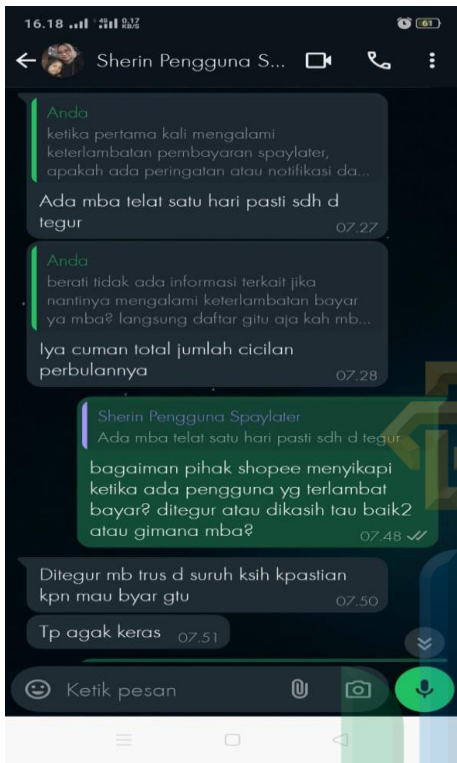 16.18 4G 0,17 KB/S 61
Sherin Pengguna S...
Anda
ketika pertama kali mengalami
keterlambatan pembayaran spaylater,
apakah ada peringatan atau notifikasi da...
Ada mba telat satu hari pasti sdh d
tegur
07.27
Anda
berati tidak ada informasi terkait jika
nantinya mengalami keterlambatan bayar
ya mba? langsung daftar gitu aja kah mb...
Iya cuman total jumlah cicilan
perbulannya
07.28
Sherin Pengguna Spaylater
Ada mba telat satu hari pasti sdh d tegur
bagaiman pihak shopee menyikapi
ketika ada pengguna yg terlambat
bayar? ditegur atau dikasih tau baik2
atau gimana mba?
07.48
Ditegur mb trus d suruh ksih kpastian
kpn mau byar gtu
07.50
Tp agak keras 07.51
Ketik pesan